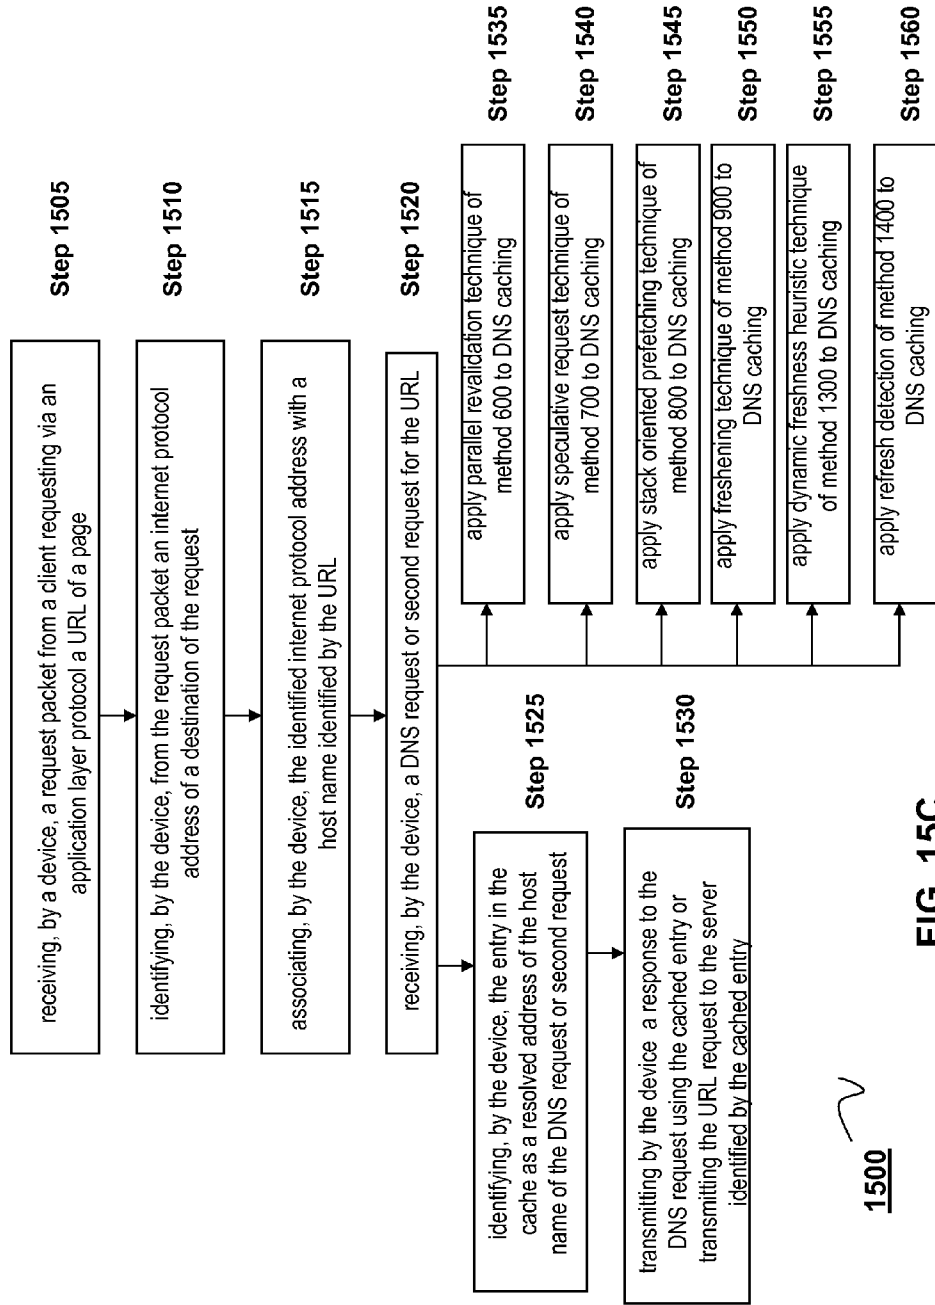 receiving, by a device, a request packet from a client requesting via an
application layer protocol a URL of a page
Step 1505
identifying, by the device, from the request packet an internet protocol
address of a destination of the request
Step 1510
associating, by the device, the identified internet protocol address with a
host name identified by the URL
Step 1515
receiving, by the device, a DNS request or second request for the URL
Step 1520
identifying, by the device, the entry in the
cache as a resolved address of the host
name of the DNS request or second request
Step 1525
transmitting by the device a response to the
DNS request using the cached entry or
transmitting the URL request to the server
identified by the cached entry
Step 1530
apply parallel revalidation technique of
method 600 to DNS caching
Step 1535
apply speculative request technique of
method 700 to DNS caching
Step 1540
apply stack oriented prefetching technique of
method 800 to DNS caching
Step 1545
apply freshening technique of method 900 to
DNS caching
Step 1550
apply dynamic freshness heuristic technique
of method 1300 to DNS caching
Step 1555
apply refresh detection of method 1400 to
DNS caching
Step 1560
1500
FIG. 15C